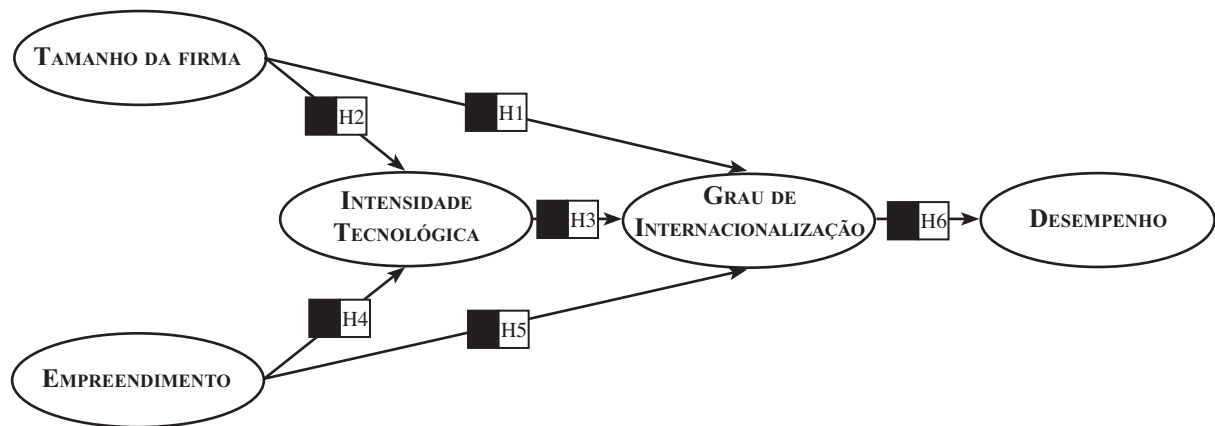 TAMANHO DA FIRMA
H2
H1
INTENSIDADE
TECNOLÓGICA
H3
GRAU DE
INTERNACIONALIZAÇÃO
H6
DESEMPENHO
H4
H5
EMPREENDIMENTO